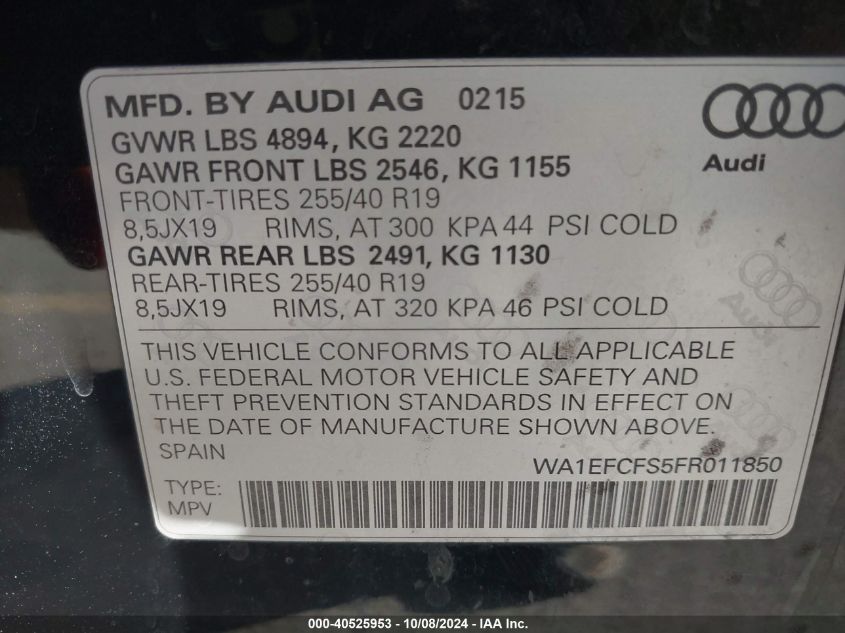 MFD. BY AUDI AG 0215
GVWR LBS 4894, KG 2220
GAWR FRONT LBS 2546, KG 1155
FRONT-TIRES 255/40 R19
8,5JX19 RIMS, AT 300 KPA 44 PSI COLD
GAWR REAR LBS 2491, KG 1130
REAR-TIRES 255/40 R19
8,5JX19 RIMS, AT 320 KPA 46 PSI COLD
Audi
Audi
THIS VEHICLE CONFORMS TO ALL APPLICABLE
U.S. FEDERAL MOTOR VEHICLE SAFETY AND
THEFT PREVENTION STANDARDS IN EFFECT ON
THE DATE OF MANUFACTURE SHOWN ABOVE.
SPAIN
WA1EFCFS5FR011850
TYPE:
MPV
000-40525953 - 10/08/2024 - IAA Inc.